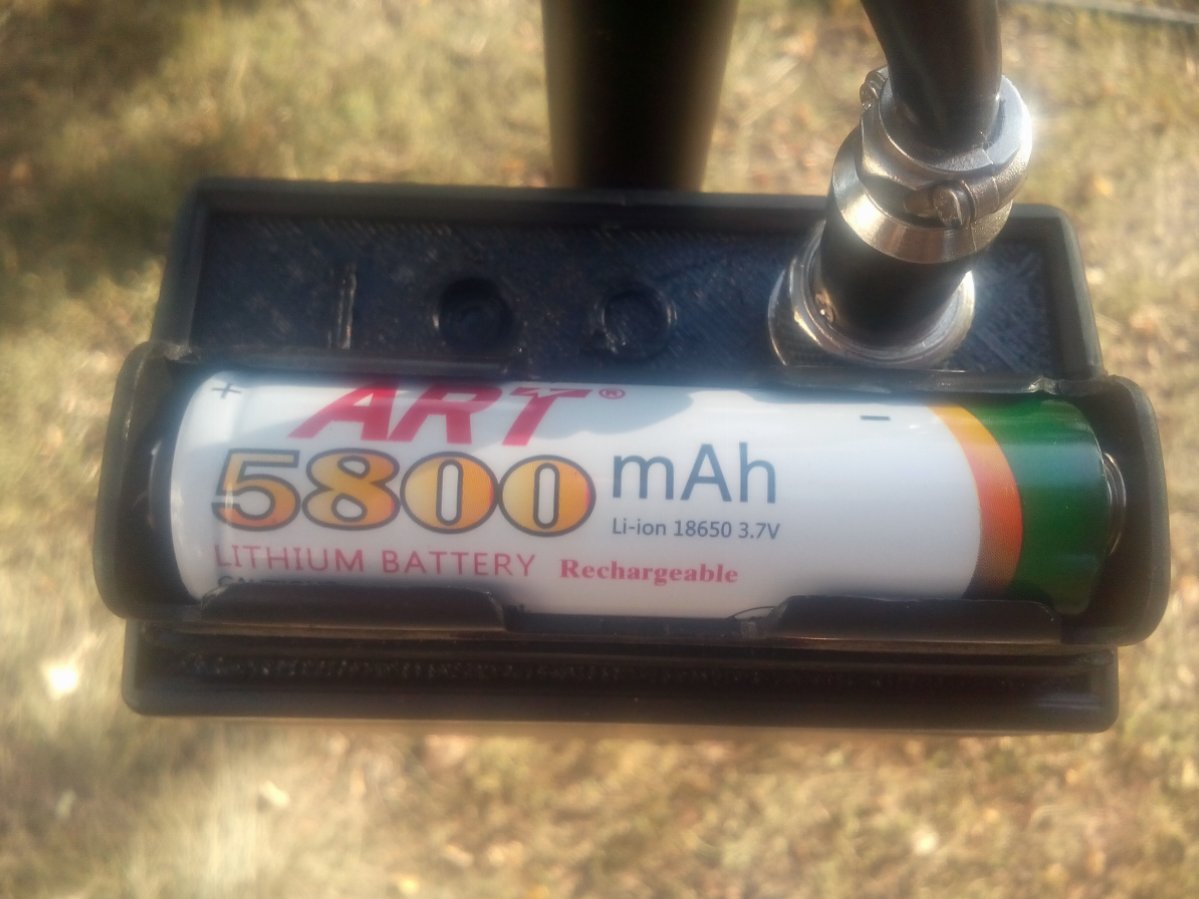 + -
ART®
5800 mAh
Li-ion 18650 3.7V
LITHIUM BATTERY Rechargeable